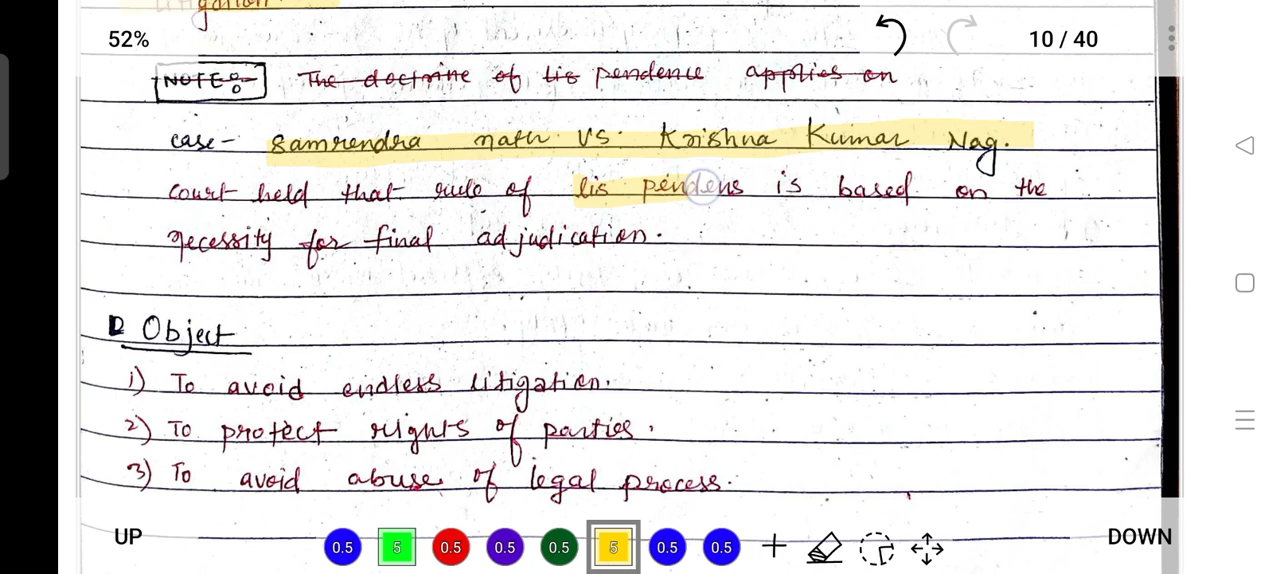 litigation
52%
10 / 40
NOTE: The doctrine of lis pendence applies on
case- Samrendra nath Vs. Krishna Kumar Nag.
court held that rule of lis pendens is based on the
necessity for final adjudication.
Object
1) To avoid endless litigation.
2) To protect rights of parties.
3) To avoid abuse of legal process.
UP
0.5 5 0.5 0.5 0.5 5 0.5 0.5
DOWN